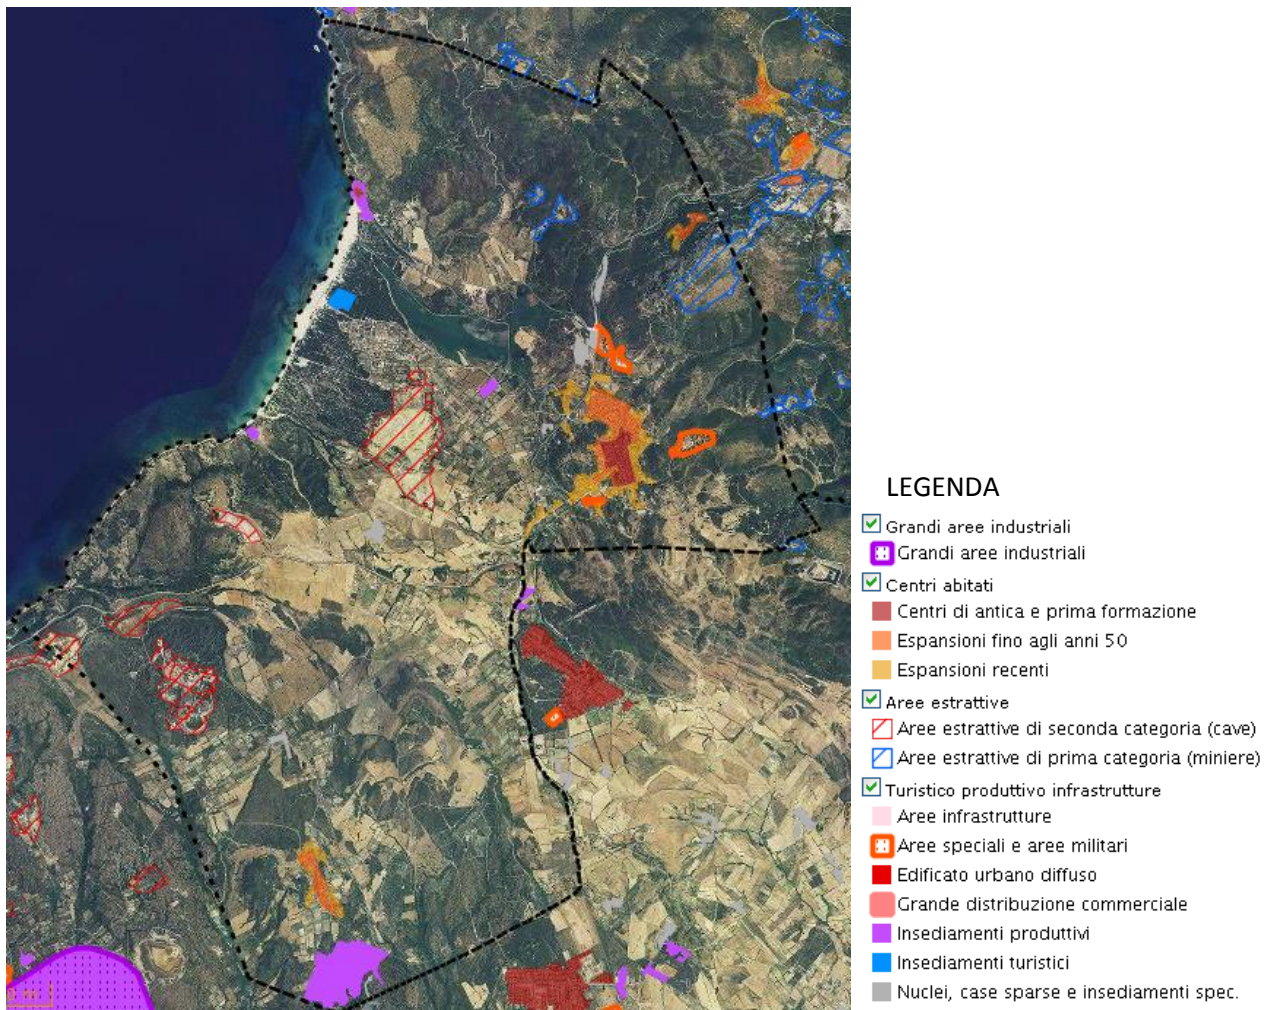 LEGENDA
Grandi aree industriali
Grandi aree industriali
Centri abitati
Centri di antica e prima formazione
Espansioni fino agli anni 50
Espansioni recenti
Aree estrattive
Aree estrattive di seconda categoria (cave)
Aree estrattive di prima categoria (miniere)
Turistico produttivo infrastrutture
Aree infrastrutture
Aree speciali e aree militari
Edificato urbano diffuso
Grande distribuzione commerciale
Insediamenti produttivi
Insediamenti turistici
Nuclei, case sparse e insediamenti spec.